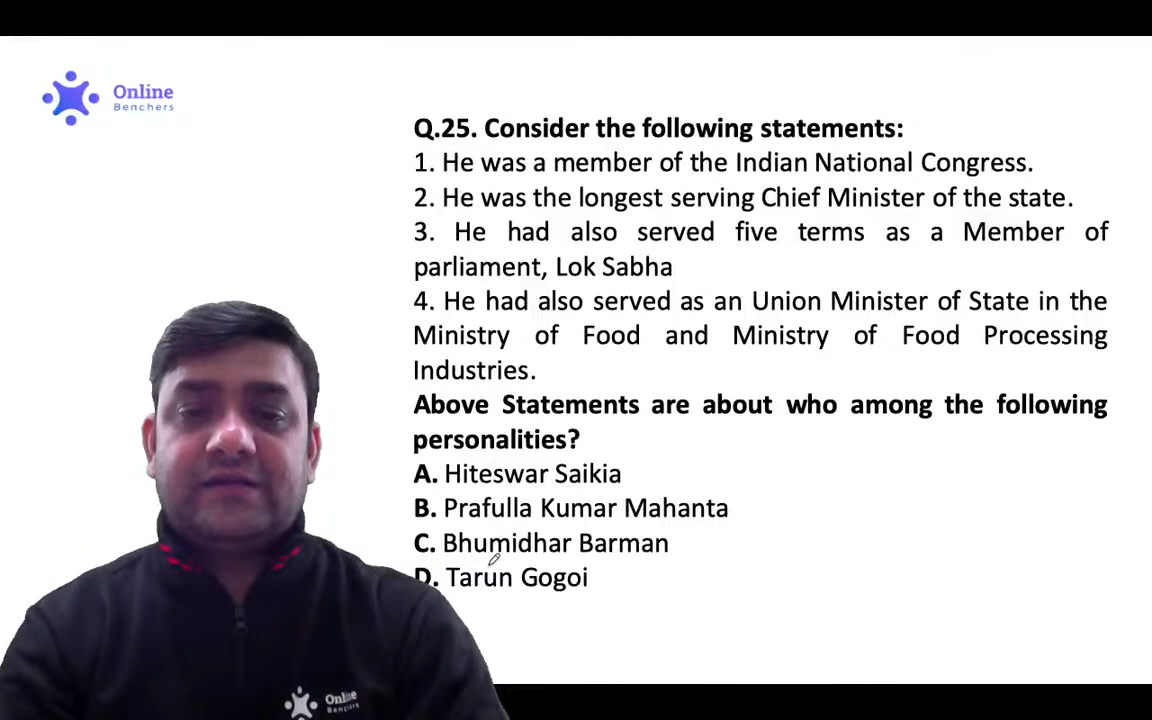 Online
Benchers
Q.25. Consider the following statements:
1. He was a member of the Indian National Congress.
2. He was the longest serving Chief Minister of the state.
3. He had also served five terms as a Member of
parliament, Lok Sabha
4. He had also served as an Union Minister of State in the
Ministry of Food and Ministry of Food Processing
Industries.
Above Statements are about who among the following
personalities?
A. Hiteswar Saikia
B. Prafulla Kumar Mahanta
C. Bhumidhar Barman
D. Tarun Gogoi
Online
Benchers